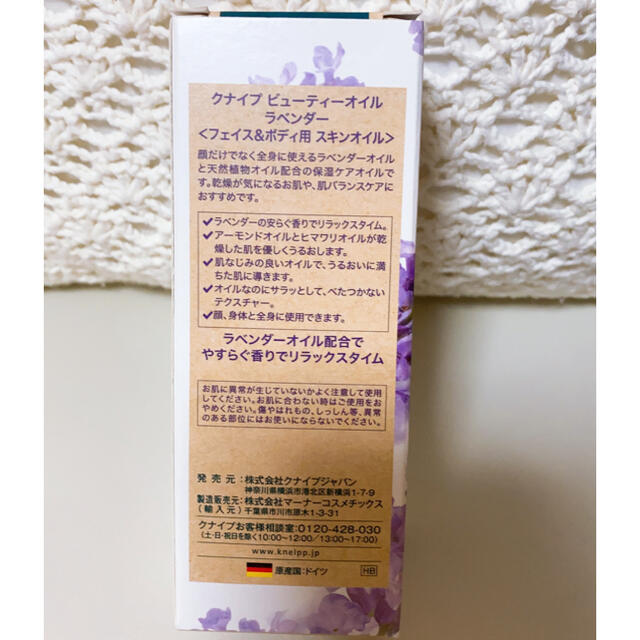 クナイプ ビューティーオイル
ラベンダー
<フェイス&ボディ用 スキンオイル>
顔だけでなく全身に使えるラベンダーオイル
と天然植物オイル配合の保湿ケアオイルで
す。乾燥が気になるお肌や、肌バランスケアに
おすすめです。
✓ラベンダーの安らぐ香りでリラックスタイム。
✓アーモンドオイルとヒマワリオイルが乾
燥した肌を優しくうるおします。
✓肌なじみの良いオイルで、うるおいに満
ちた肌に導きます。
✓オイルなのにサラッとして、べたつかない
テクスチャー。
✓顔、身体と全身に使用できます。
ラベンダーオイル配合で
やすらぐ香りでリラックスタイム
お肌に異常が生じていないかよく注意して使用
してください。お肌に合わない時はご使用をお
やめください。傷やはれもの、しっしん等、異常
のある部位にはお使いにならないでください。
発売元:株式会社クナイプジャパン
神奈川県横浜市港北区新横浜1-7-9
製造販売元:株式会社マーナーコスメチックス
(輸入元) 千葉県市川市原木1-3-31
クナイプお客様相談室:0120-428-030
(土・日・祝日を除く10:00~12:00/13:00~17:00)
www.kneipp.jp
原産国:ドイツ HB